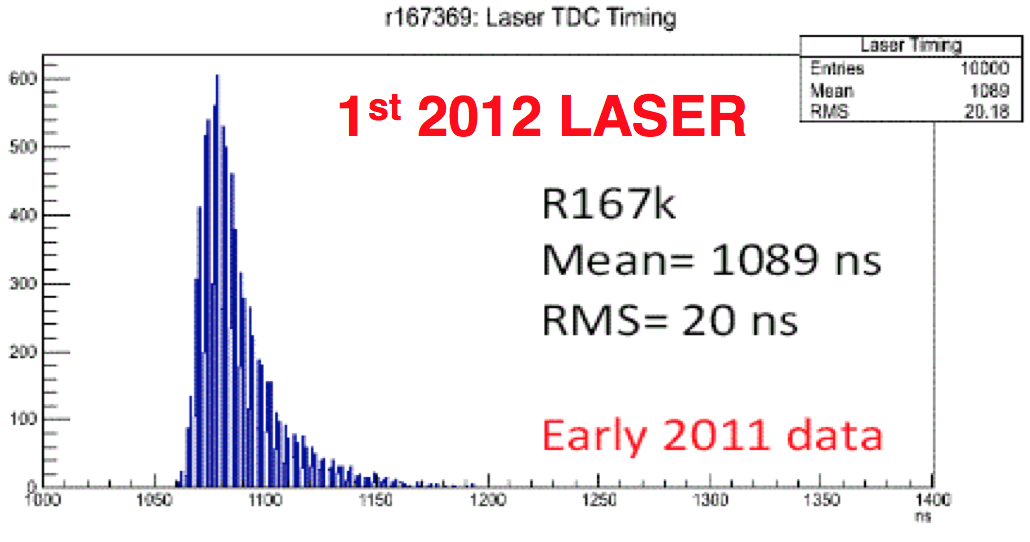 r167369: Laser TDC Timing
Laser Timing
Entries 10000
Mean 1089
RMS 20.18
1st 2012 LASER
R167k
Mean= 1089 ns
RMS= 20 ns
Early 2011 data
600
500
400
300
200
100
0
1000 1050 1100 1150 1200 1250 1300 1350 1400
ns